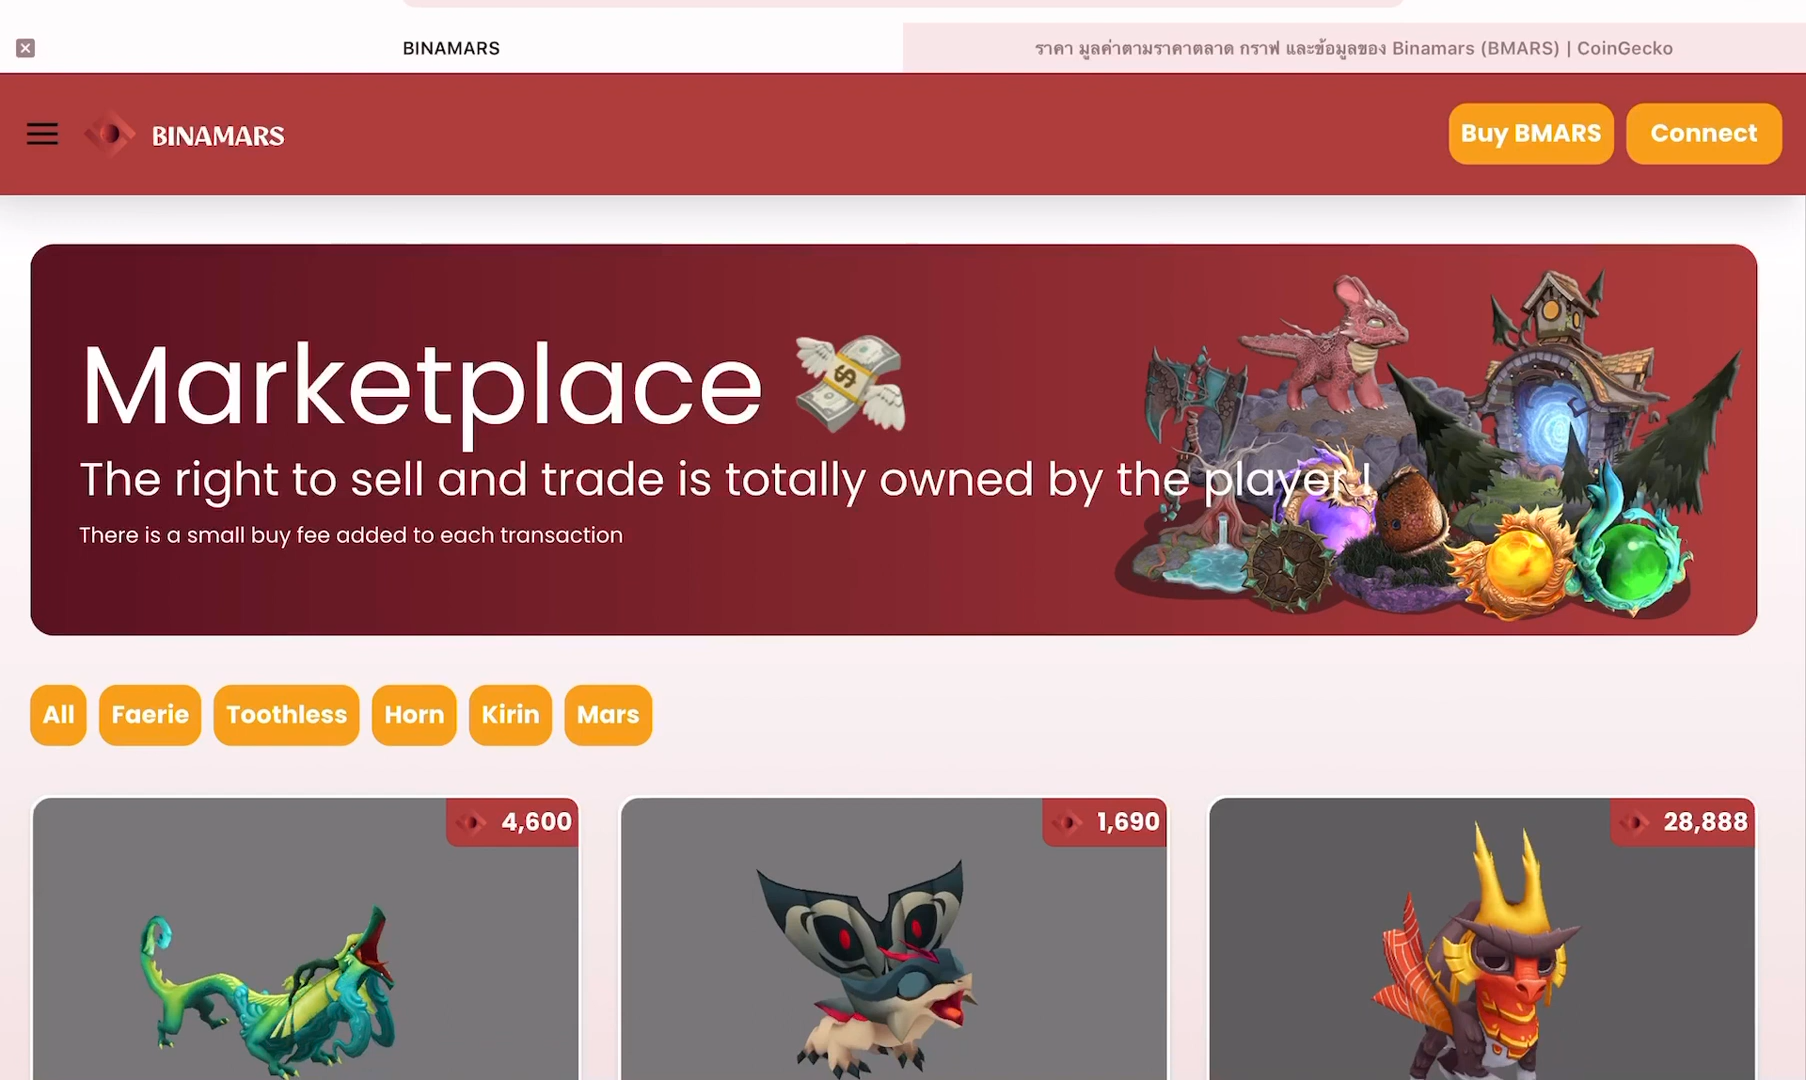 BINAMARS
ราคา มูลค่าตามราคาตลาด กราฟ และข้อมูลของ Binamars (BMARS) | CoinGecko
BINAMARS
Buy BMARS
Connect
Marketplace
The right to sell and trade is totally owned by the player !
There is a small buy fee added to each transaction
All
Faerie
Toothless
Horn
Kirin
Mars
4,600
1,690
28,888